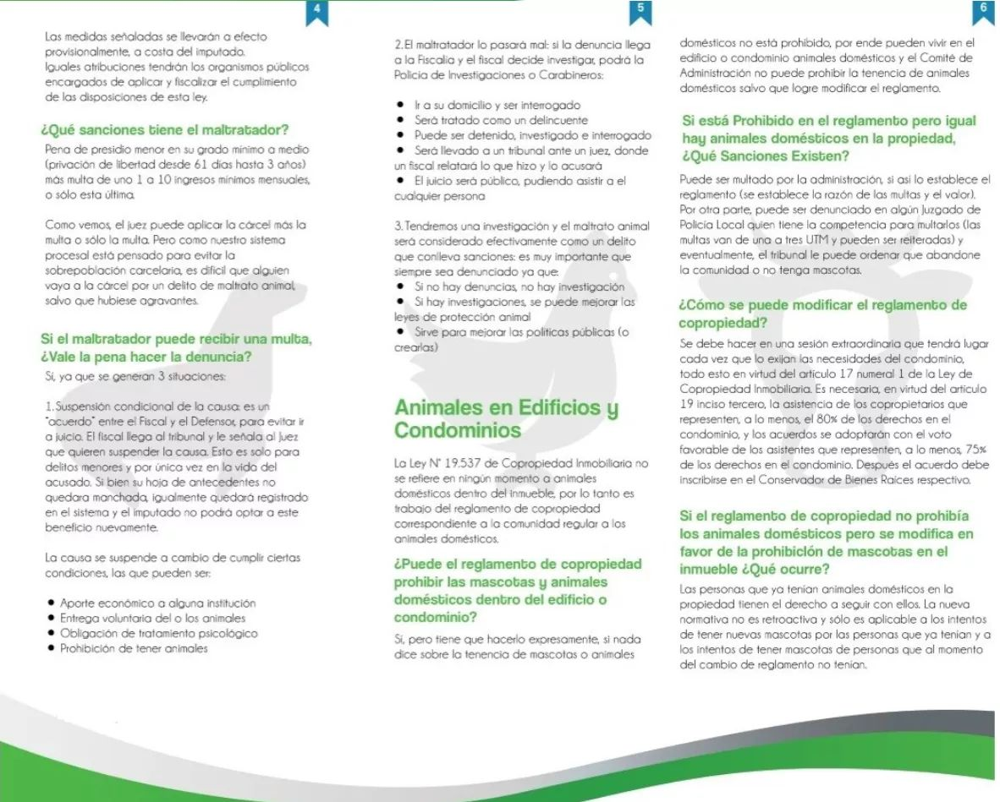 4
Las medidas señaladas se llevarán a efecto
provisionalmente, a costa del imputado.
Iguales atribuciones tendrán los organismos públicos
encargados de aplicar y fiscalizar el cumplimiento
de las disposiciones de esta ley.
¿Qué sanciones tiene el maltratador?
Pena de presidio menor en su grado mínimo a medio
(privación de libertad desde 61 días hasta 3 años)
más multa de uno 1 a 10 ingresos mínimos mensuales,
o sólo esta última.
Como vemos, el juez puede aplicar la cárcel más la
multa o sólo la multa. Pero como nuestro sistema
procesal está pensado para evitar la
sobrepoblación carcelaria, es difícil que alguien
vaya a la cárcel por un delito de maltrato animal,
salvo que hubiese agravantes.
Si el maltratador puede recibir una multa,
¿Vale la pena hacer la denuncia?
Sí, ya que se generan 3 situaciones:
1.Suspensión condicional de la causa: es un
"acuerdo" entre el Fiscal y el Defensor, para evitar ir
a juicio. El fiscal llega al tribunal y le señala al Juez
que quieren suspender la causa. Esto es solo para
delitos menores y por única vez en la vida del
acusado. Si bien su hoja de antecedentes no
quedara manchada, igualmente quedará registrado
en el sistema y el imputado no podrá optar a este
beneficio nuevamente.
La causa se suspende a cambio de cumplir ciertas
condiciones, las que pueden ser:
● Aporte económico a alguna institución
● Entrega voluntaria del o los animales
● Obligación de tratamiento psicológico
● Prohibición de tener animales
5
2.El maltratador lo pasará mal: si la denuncia llega
a la Fiscalía y el fiscal decide investigar, podrá la
Policía de Investigaciones o Carabineros:
● Ir a su domicilio y ser interrogado
● Será tratado como un delincuente
● Puede ser detenido, investigado e interrogado
● Será llevado a un tribunal ante un juez, donde
un fiscal relatará lo que hizo y lo acusará
● El juicio será público, pudiendo asistir a el
cualquier persona
3.Tendremos una investigación y el maltrato animal
será considerado efectivamente como un delito
que conlleva sanciones: es muy importante que
siempre sea denunciado ya que:
● Si no hay denuncias, no hay investigación
● Si hay investigaciones, se puede mejorar las
leyes de protección animal
● Sirve para mejorar las políticas públicas (o
crearlas)
Animales en Edificios y
Condominios
La Ley N° 19.537 de Copropiedad Inmobiliaria no
se refiere en ningún momento a animales
domésticos dentro del inmueble, por lo tanto es
trabajo del reglamento de copropiedad
correspondiente a la comunidad regular a los
animales domésticos.
¿Puede el reglamento de copropiedad
prohibir las mascotas y animales
domésticos dentro del edificio o
condominio?
Sí, pero tiene que hacerlo expresamente, si nada
dice sobre la tenencia de mascotas o animales
6
domésticos no está prohibido, por ende pueden vivir en el
edificio o condominio animales domésticos y el Comité de
Administración no puede prohibir la tenencia de animales
domésticos salvo que logre modificar el reglamento.
Si está Prohibido en el reglamento pero igual
hay animales domésticos en la propiedad,
¿Qué Sanciones Existen?
Puede ser multado por la administración, si así lo establece el
reglamento (se establece la razón de las multas y el valor).
Por otra parte, puede ser denunciado en algún Juzgado de
Policía Local quien tiene la competencia para multarlos (las
multas van de una a tres UTM y pueden ser reiteradas) y
eventualmente, el tribunal le puede ordenar que abandone
la comunidad o no tenga mascotas.
¿Cómo se puede modificar el reglamento de
copropiedad?
Se debe hacer en una sesión extraordinaria que tendrá lugar
cada vez que lo exijan las necesidades del condominio,
todo esto en virtud del artículo 17 numeral 1 de la Ley de
Copropiedad Inmobiliaria. Es necesaria, en virtud del artículo
19 inciso tercero, la asistencia de los copropietarios que
representen, a lo menos, el 80% de los derechos en el
condominio, y los acuerdos se adoptarán con el voto
favorable de los asistentes que representen, a lo menos, 75%
de los derechos en el condominio. Después el acuerdo debe
inscribirse en el Conservador de Bienes Raíces respectivo.
Si el reglamento de copropiedad no prohibía
los animales domésticos pero se modifica en
favor de la prohibición de mascotas en el
inmueble ¿Qué ocurre?
Las personas que ya tenían animales domésticos en la
propiedad tienen el derecho a seguir con ellos. La nueva
normativa no es retroactiva y sólo es aplicable a los intentos
de tener nuevas mascotas por las personas que ya tenían y a
los intentos de tener mascotas de personas que al momento
del cambio de reglamento no tenían.